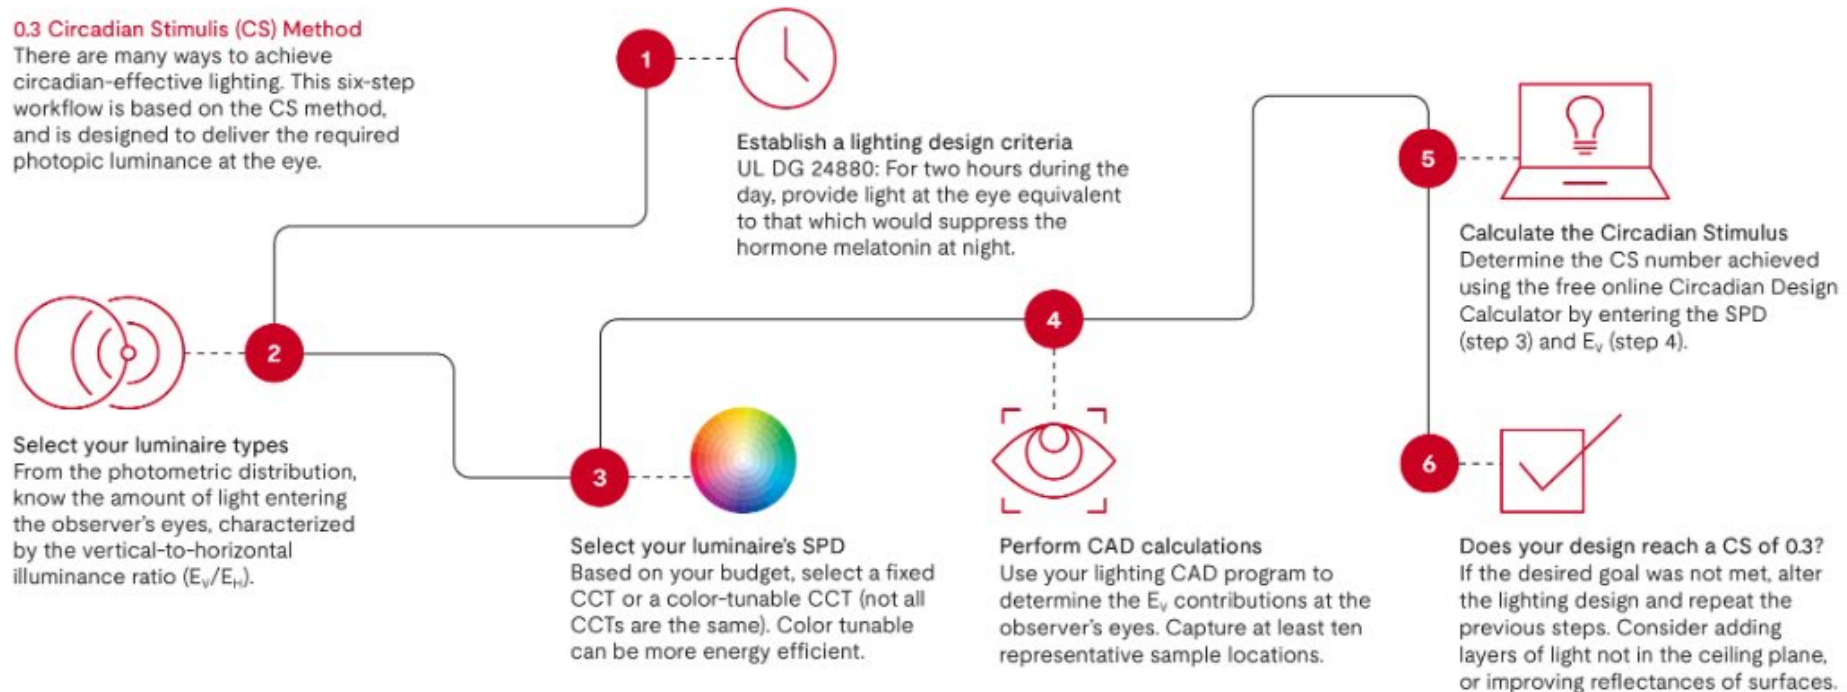 0.3 Circadian Stimulis (CS) Method
There are many ways to achieve
circadian-effective lighting. This six-step
workflow is based on the CS method,
and is designed to deliver the required
photopic luminance at the eye.
1
Establish a lighting design criteria
UL DG 24880: For two hours during the
day, provide light at the eye equivalent
to that which would suppress the
hormone melatonin at night.
2
Select your luminaire types
From the photometric distribution,
know the amount of light entering
the observer's eyes, characterized
by the vertical-to-horizontal
illuminance ratio (Ev/EH).
3
Select your luminaire's SPD
Based on your budget, select a fixed
CCT or a color-tunable CCT (not all
CCTs are the same). Color tunable
can be more energy efficient.
4
Perform CAD calculations
Use your lighting CAD program to
determine the Ev contributions at the
observer's eyes. Capture at least ten
representative sample locations.
5
Calculate the Circadian Stimulus
Determine the CS number achieved
using the free online Circadian Design
Calculator by entering the SPD
(step 3) and Ev (step 4).
6
Does your design reach a CS of 0.3?
If the desired goal was not met, alter
the lighting design and repeat the
previous steps. Consider adding
layers of light not in the ceiling plane,
or improving reflectances of surfaces.